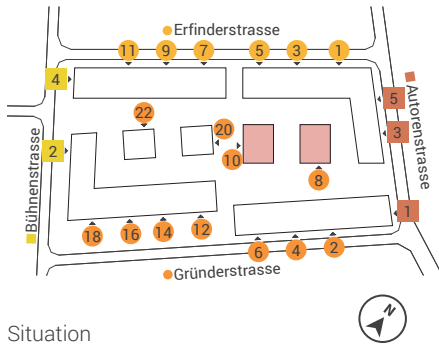 Erfinderstrasse
11 9 7 5 3 1
4
5
22
20
3
2
10
8
Bühnenstrasse
Autorenstrasse
1
18 16 14 12
6 4 2
Gründerstrasse
N
Situation